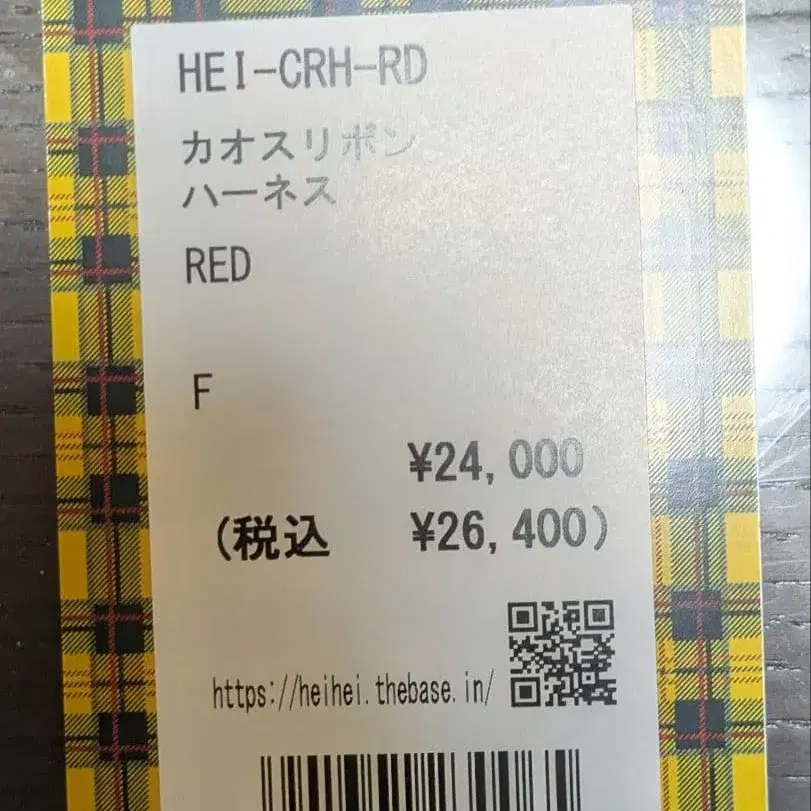 HEI-CRH-RD
カオスリボン
ハーネス
RED
F
¥24,000
(税込 ¥26,400)
https://heihei.thebase.in/